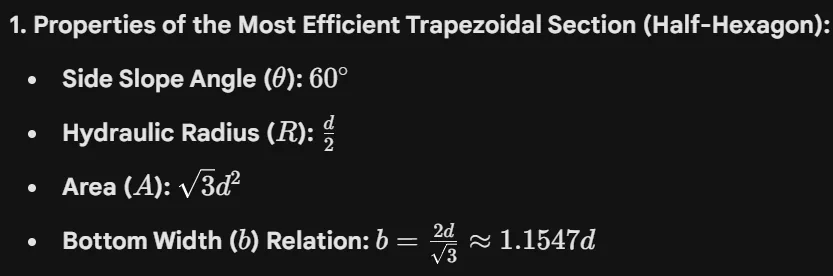 1. Properties of the Most Efficient Trapezoidal Section (Half-Hexagon):
• Side Slope Angle (θ): 60°
• Hydraulic Radius (R): d/2
• Area (A): √3d²
• Bottom Width (b) Relation: b = 2d/√3 ≈ 1.1547d